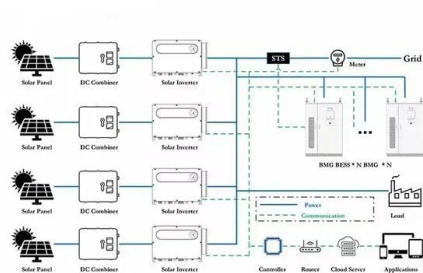 STS
Meter
Grid
Solar Panel
DC Combiner
Solar Inverter
Solar Panel
DC Combiner
Solar Inverter
BMG BESS * N BMG * N
Solar Panel
DC Combiner
Solar Inverter
Power
Communication
Load
Solar Panel
DC Combiner
Solar Inverter
Controller
Router
Cloud Server
Applications